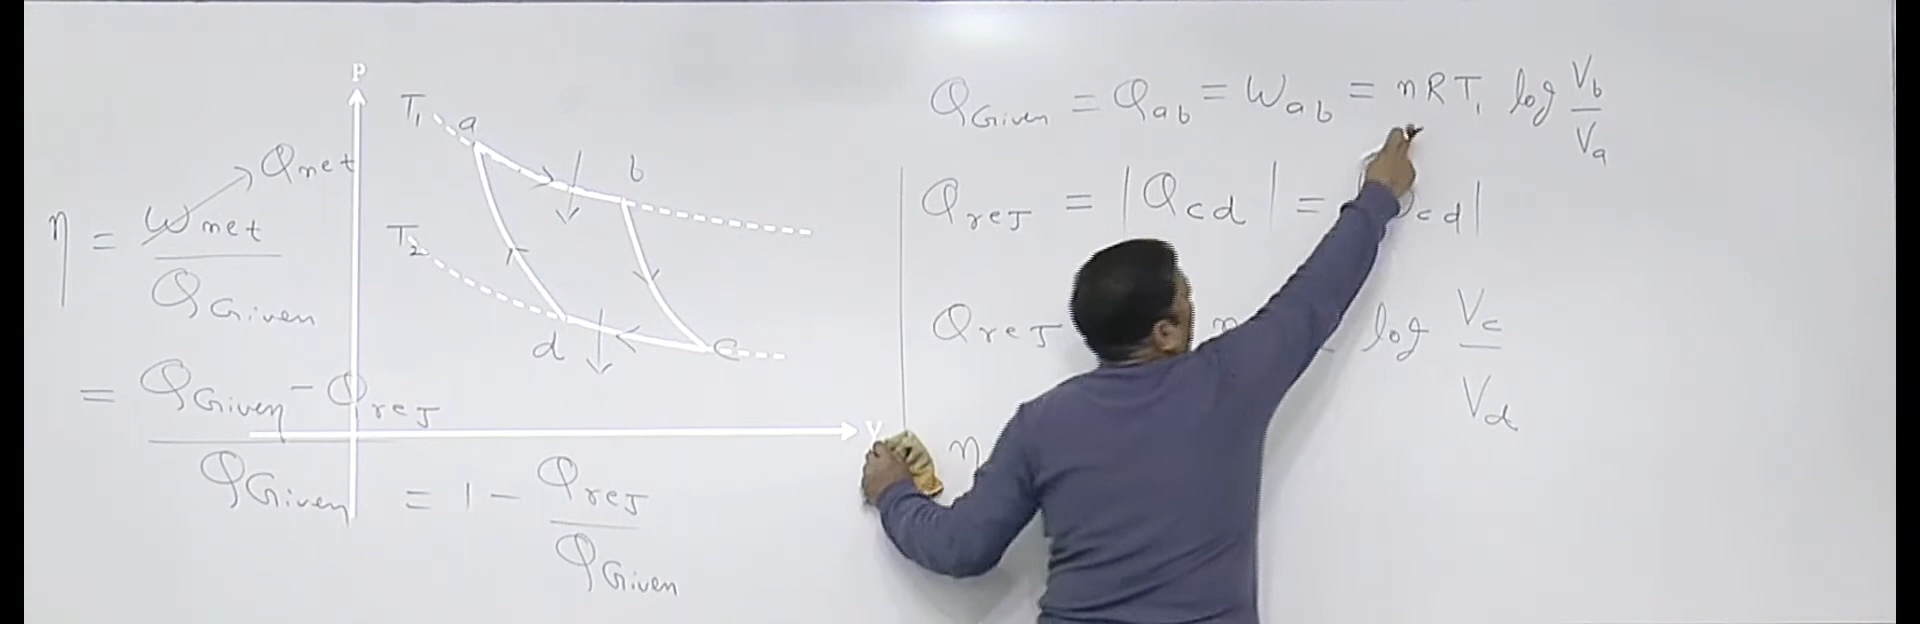 P
T₁
a
b
T₂
d
c
V
Q_net
η = W_net / Q_Given
= Q_Given - Q_rej / Q_Given = 1 - Q_rej / Q_Given
Q_Given = Q_ab = W_ab = nRT₁ log V_b / V_a
Q_rej = |Q_cd| = cd|
Q_rej log V_c / V_d
η